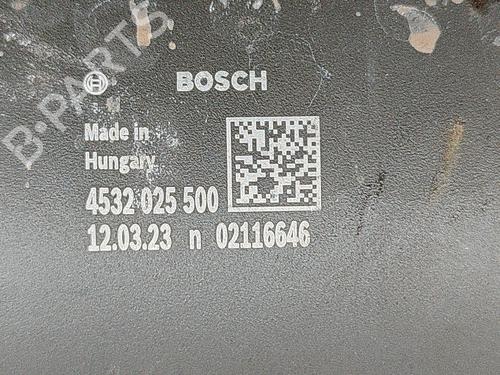 BOSCH
Made in
Hungary
4532 025 500
12.03.23 n 02116646
B-PARTS